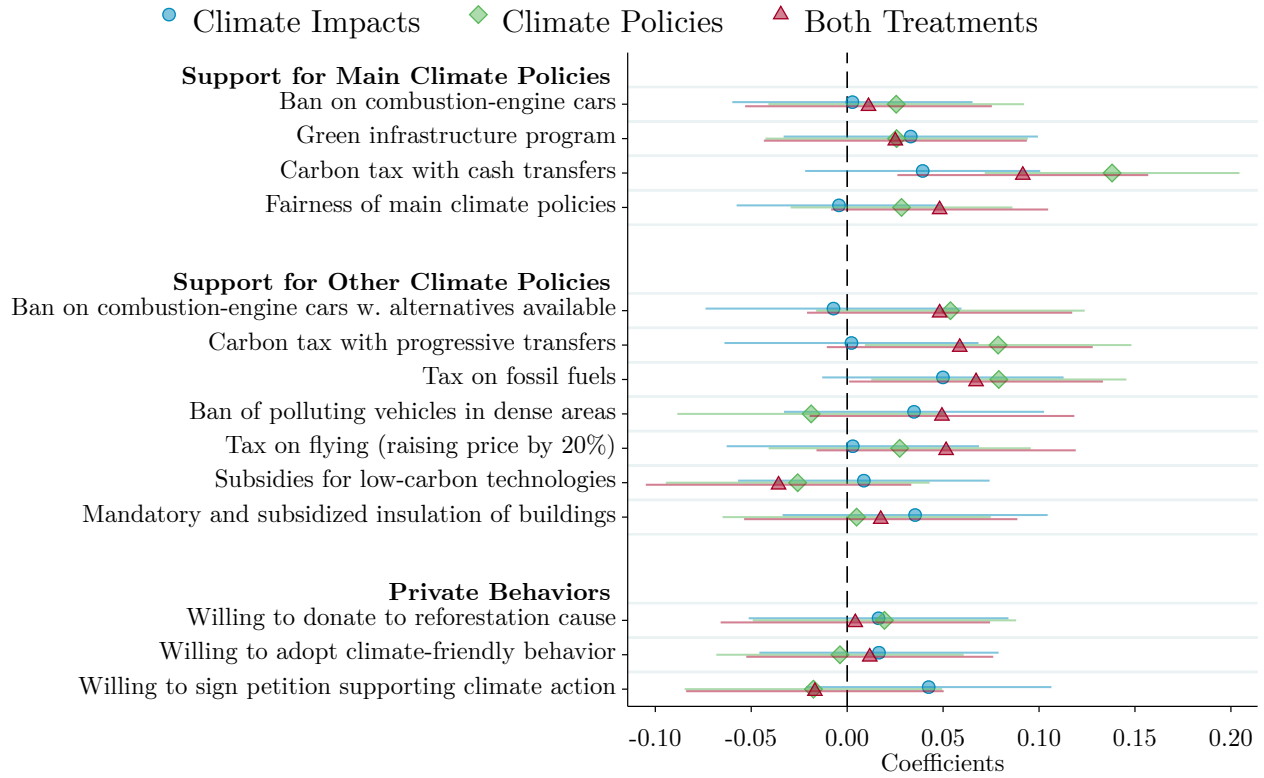 Climate Impacts Climate Policies Both Treatments
Support for Main Climate Policies
Ban on combustion-engine cars
Green infrastructure program
Carbon tax with cash transfers
Fairness of main climate policies
Support for Other Climate Policies
Ban on combustion-engine cars w. alternatives available
Carbon tax with progressive transfers
Tax on fossil fuels
Ban of polluting vehicles in dense areas
Tax on flying (raising price by 20%)
Subsidies for low-carbon technologies
Mandatory and subsidized insulation of buildings
Private Behaviors
Willing to donate to reforestation cause
Willing to adopt climate-friendly behavior
Willing to sign petition supporting climate action
-0.10 -0.05 0.00 0.05 0.10 0.15 0.20
Coefficients